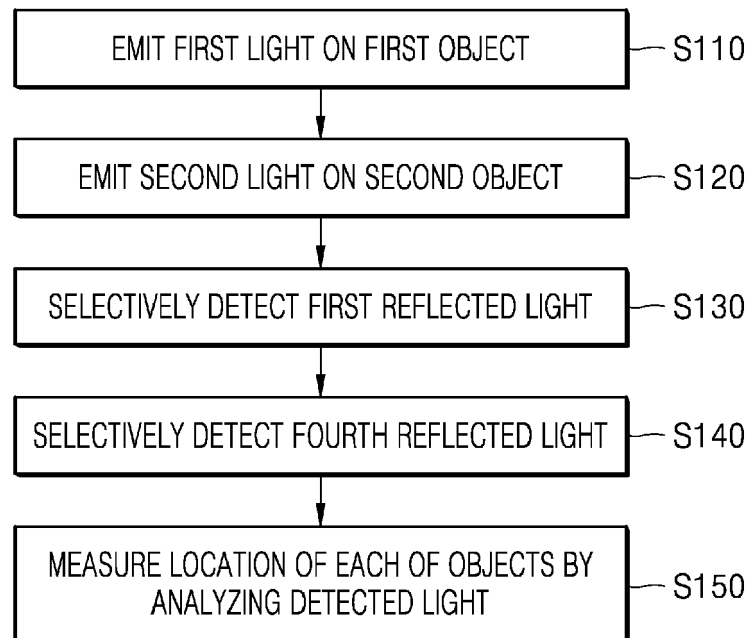 EMIT FIRST LIGHT ON FIRST OBJECT S110
EMIT SECOND LIGHT ON SECOND OBJECT S120
SELECTIVELY DETECT FIRST REFLECTED LIGHT S130
SELECTIVELY DETECT FOURTH REFLECTED LIGHT S140
MEASURE LOCATION OF EACH OF OBJECTS BY
ANALYZING DETECTED LIGHT
S150